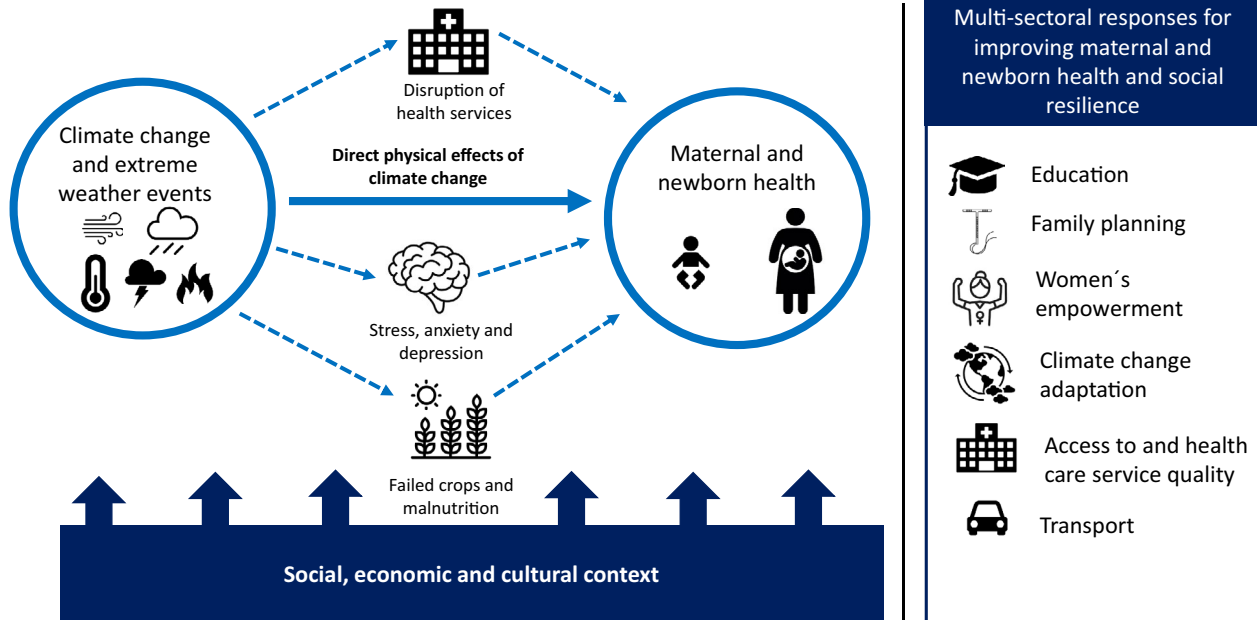 Disruption of
health services
Climate change
and extreme
weather events
Direct physical effects of
climate change
Maternal and
newborn health
Stress, anxiety and
depression
Failed crops and
malnutrition
Social, economic and cultural context
Multi-sectoral responses for
improving maternal and
newborn health and social
resilience
Education
Family planning
Women´s
empowerment
Climate change
adaptation
Access to and health
care service quality
Transport